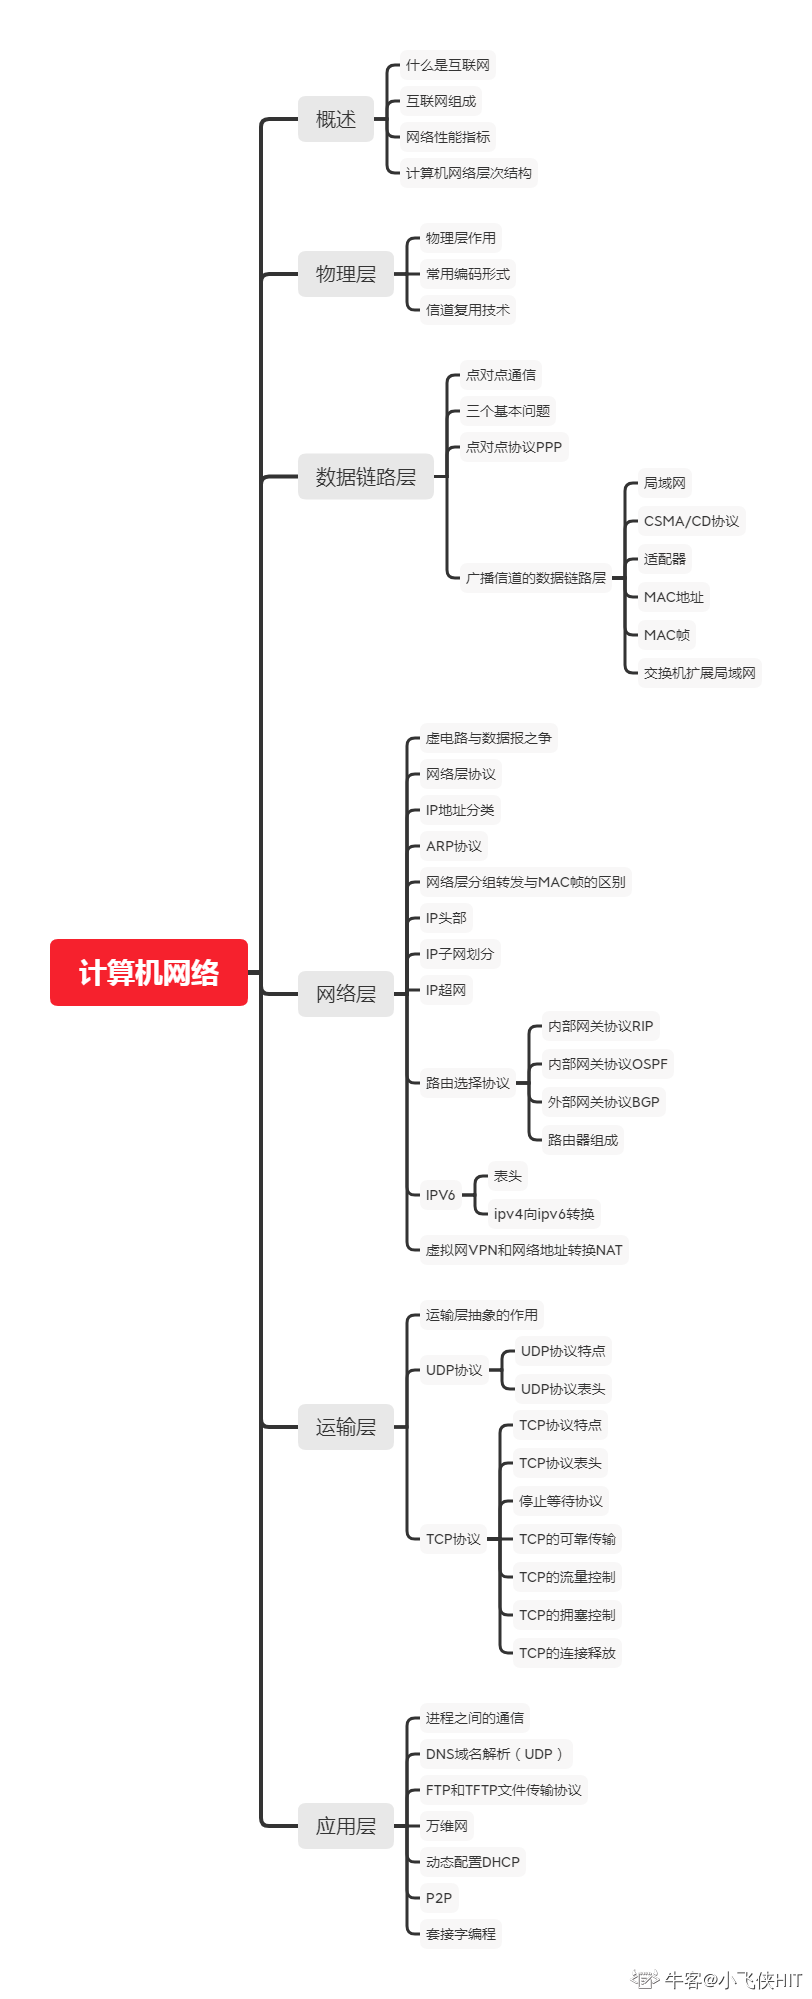 计算机网络
概述
什么是互联网
互联网组成
网络性能指标
计算机网络层次结构
物理层
物理层作用
常用编码形式
信道复用技术
数据链路层
点对点通信
三个基本问题
点对点协议PPP
广播信道的数据链路层
局域网
CSMA/CD协议
适配器
MAC地址
MAC帧
交换机扩展局域网
网络层
虚电路与数据报之争
网络层协议
IP地址分类
ARP协议
网络层分组转发与MAC帧的区别
IP头部
IP子网划分
IP超网
路由选择协议
内部网关协议RIP
内部网关协议OSPF
外部网关协议BGP
路由器组成
IPV6
表头
ipv4向ipv6转换
虚拟网VPN和网络地址转换NAT
运输层
运输层抽象的作用
UDP协议
UDP协议特点
UDP协议表头
TCP协议
TCP协议特点
TCP协议表头
停止等待协议
TCP的可靠传输
TCP的流量控制
TCP的拥塞控制
TCP的连接释放
应用层
进程之间的通信
DNS域名解析（UDP）
FTP和TFTP文件传输协议
万维网
动态配置DHCP
P2P
套接字编程
牛客@小飞侠HIT